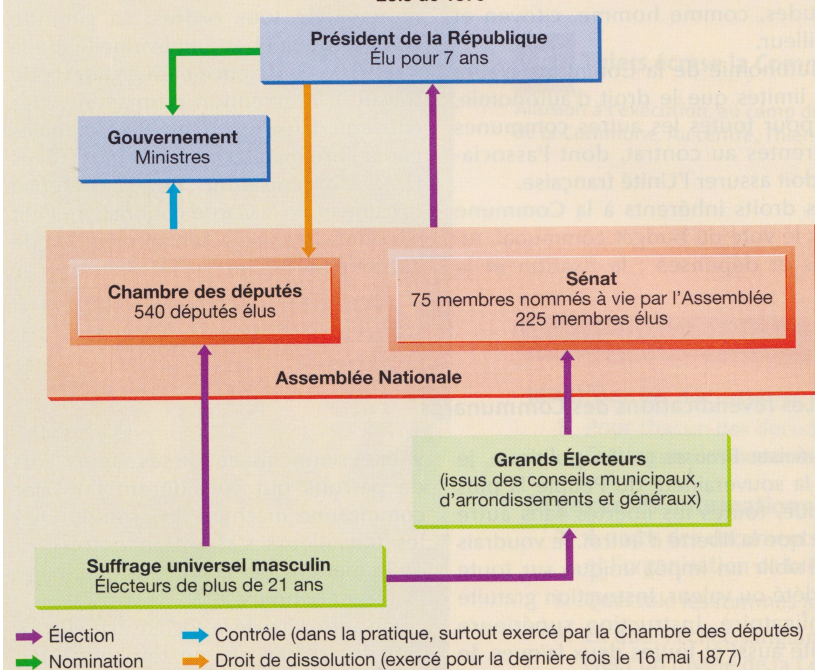 Président de la République
Élu pour 7 ans
Gouvernement
Ministres
Chambre des députés
540 députés élus
Sénat
75 membres nommés à vie par l'Assemblée
225 membres élus
Assemblée Nationale
Grands Électeurs
(issus des conseils municipaux,
d'arrondissements et généraux)
Suffrage universel masculin
Électeurs de plus de 21 ans
Élection
Contrôle (dans la pratique, surtout exercé par la Chambre des députés)
Nomination
Droit de dissolution (exercé pour la dernière fois le 16 mai 1877)